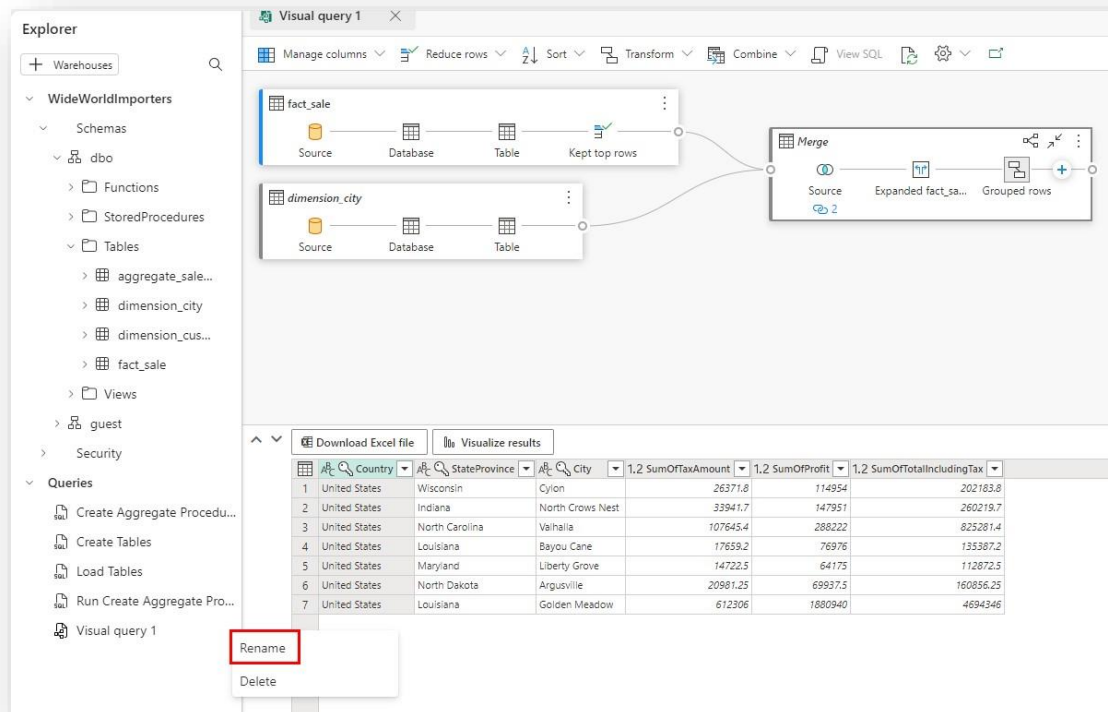 Explorer
+ Warehouses
WideWorldImporters
Schemas
dbo
Functions
StoredProcedures
Tables
aggregate_sale...
dimension_city
dimension_cus...
fact_sale
Views
guest
Security
Queries
Create Aggregate Procedu...
Create Tables
Load Tables
Run Create Aggregate Pro...
Visual query 1
Rename
Delete
Visual query 1
Manage columns Reduce rows Sort Transform Combine View SQL
fact_sale
Source Database Table Kept top rows
dimension_city
Source Database Table
Merge
Source Expanded fact_sa... Grouped rows
2
Download Excel file Visualize results
Country StateProvince City 1.2 SumOfTaxAmount 1.2 SumOfProfit 1.2 SumOfTotalIncludingTax
1 United States Wisconsin Cylon 26371.8 114954 202183.8
2 United States Indiana North Crows Nest 33941.7 147951 260219.7
3 United States North Carolina Valhalla 107645.4 288222 825281.4
4 United States Louisiana Bayou Cane 17659.2 76976 135387.2
5 United States Maryland Liberty Grove 14722.5 64175 112872.5
6 United States North Dakota Argusville 20981.25 69937.5 160856.25
7 United States Louisiana Golden Meadow 612306 1880940 4694346